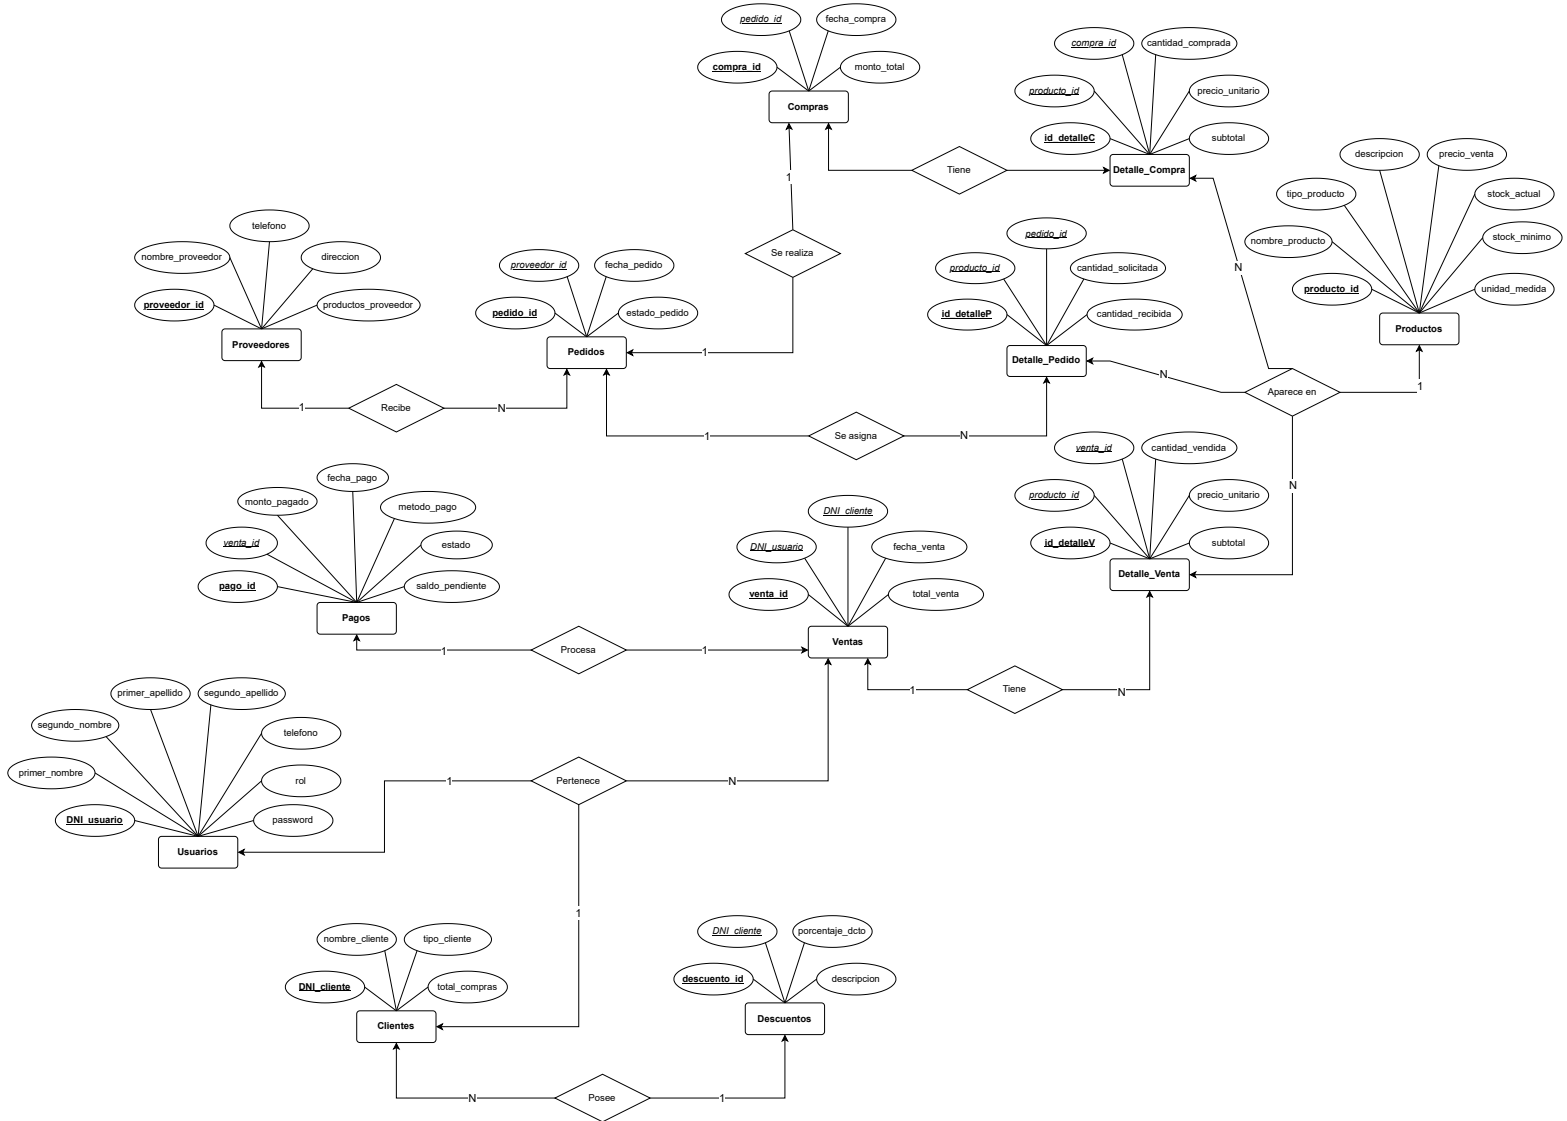 pedido_id
fecha_compra
compra_id
monto_total
Compras
compra_id
cantidad_comprada
producto_id
precio_unitario
id_detalleC
subtotal
Detalle_Compra
Tiene
1
descripcion
precio_venta
tipo_producto
stock_actual
nombre_producto
stock_minimo
producto_id
unidad_medida
Productos
telefono
nombre_proveedor
direccion
proveedor_id
productos_proveedor
Proveedores
proveedor_id
fecha_pedido
pedido_id
estado_pedido
Pedidos
Se realiza
1
pedido_id
producto_id
cantidad_solicitada
id_detalleP
cantidad_recibida
Detalle_Pedido
N
N
Aparece en
1
N
1
Recibe
N
1
Se asigna
N
venta_id
cantidad_vendida
producto_id
precio_unitario
id_detalleV
subtotal
Detalle_Venta
fecha_pago
monto_pagado
metodo_pago
venta_id
estado
pago_id
saldo_pendiente
Pagos
DNI_cliente
DNI_usuario
fecha_venta
venta_id
total_venta
Ventas
1
Procesa
1
1
Tiene
N
primer_apellido
segundo_apellido
segundo_nombre
telefono
primer_nombre
rol
DNI_usuario
password
Usuarios
1
Pertenece
N
1
nombre_cliente
tipo_cliente
DNI_cliente
total_compras
Clientes
DNI_cliente
porcentaje_dcto
descuento_id
descripcion
Descuentos
N
Posee
1